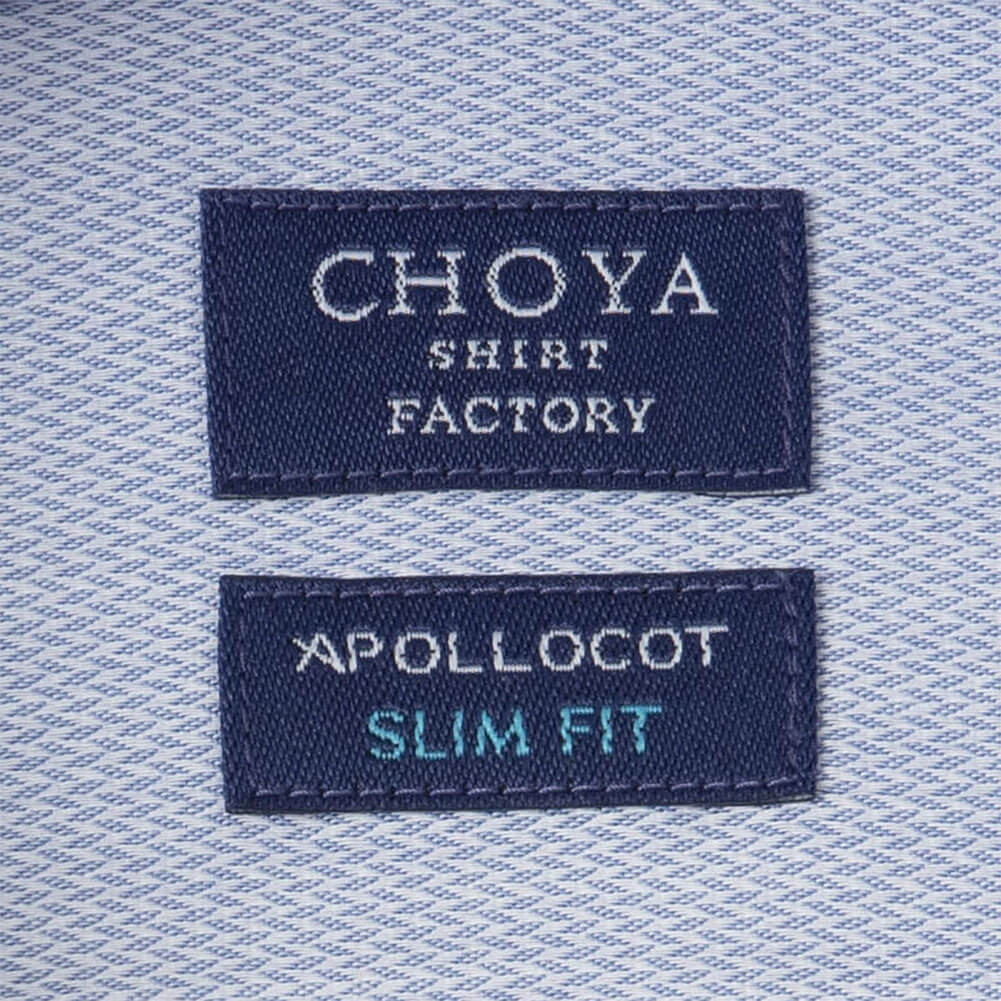 CHOYA
SHIRT
FACTORY
APOLLOCOT
SLIM FIT